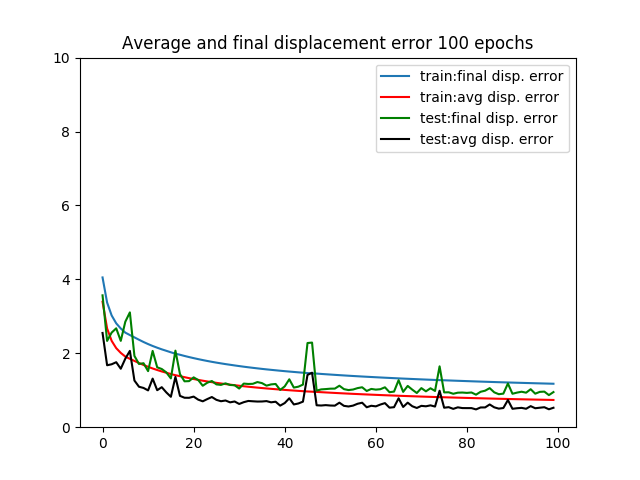 Average and final displacement error 100 epochs
10
8
6
4
2
0
train:final disp. error
train:avg disp. error
test:final disp. error
test:avg disp. error
0 20 40 60 80 100